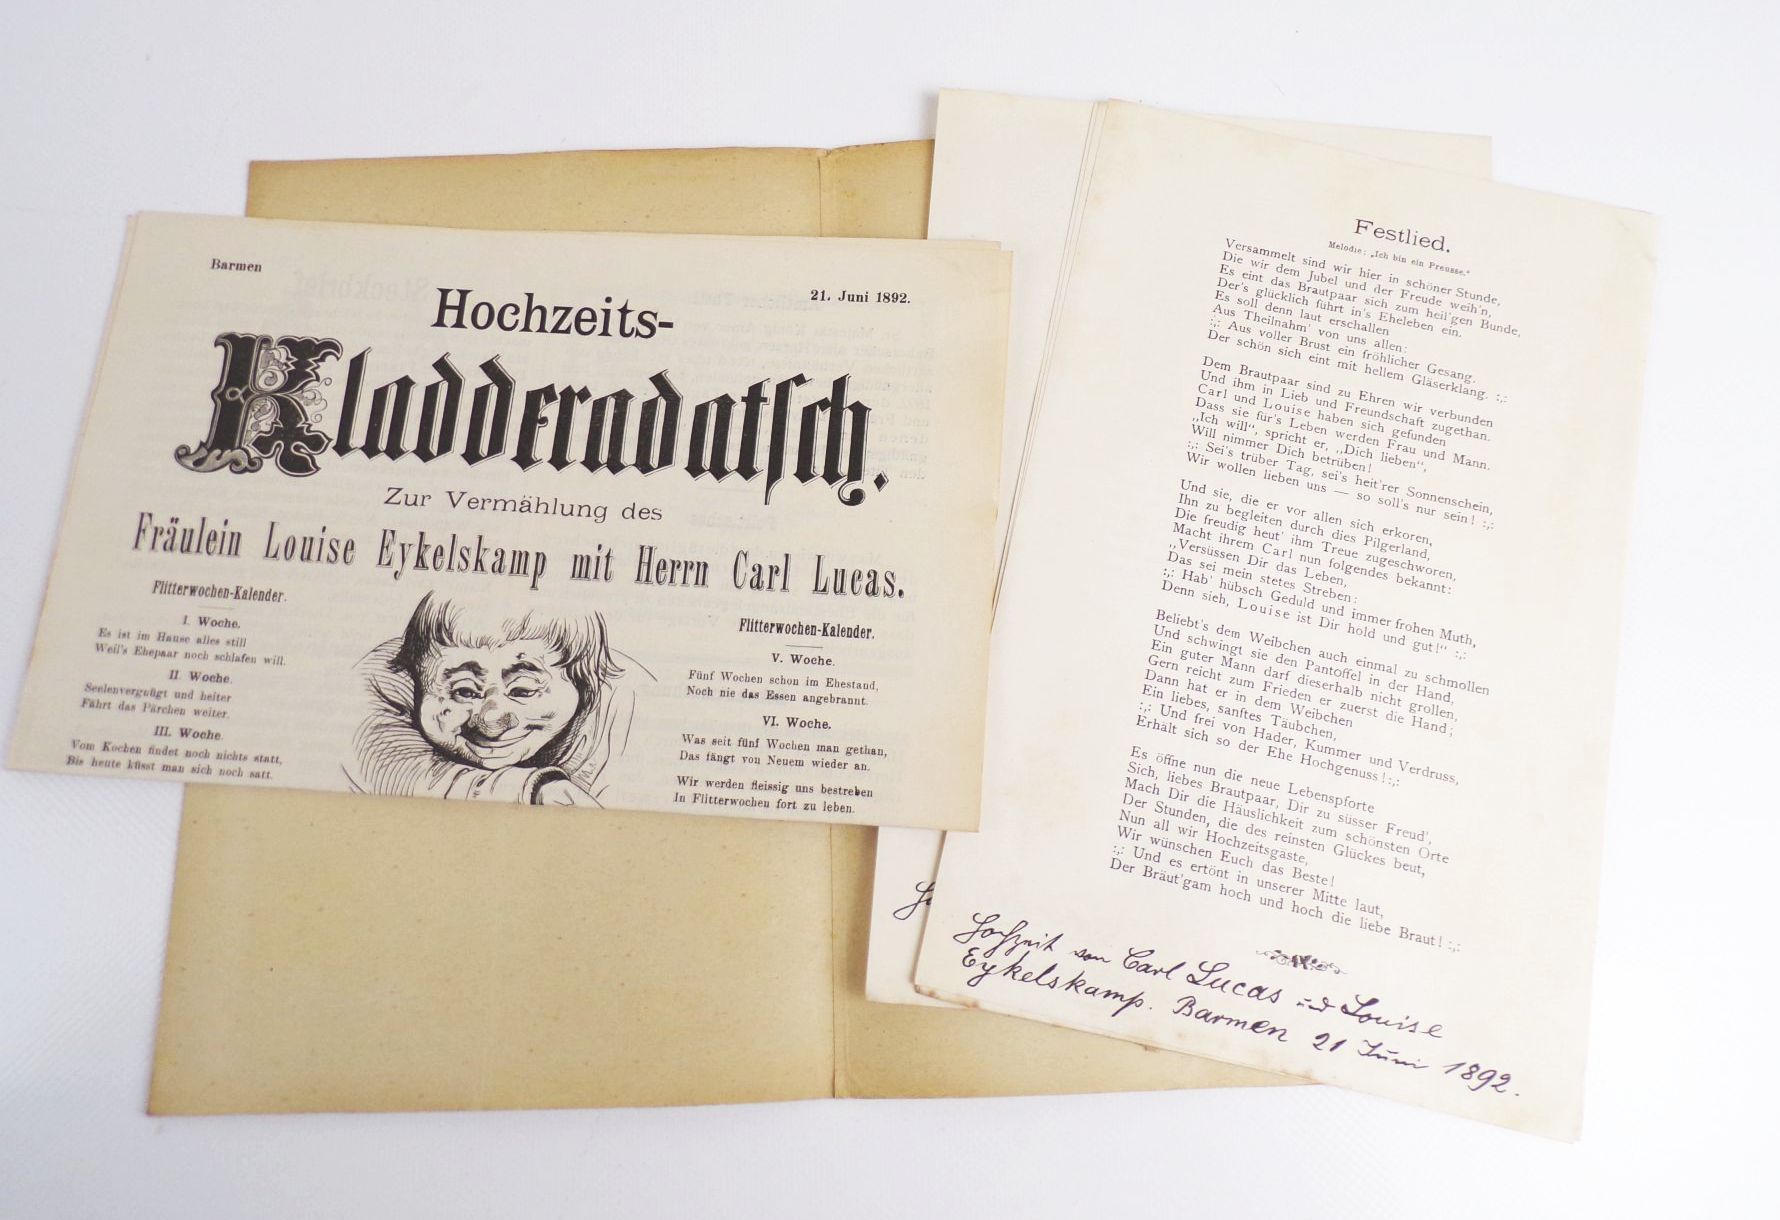 Barmen
21. Juni 1892.
Hochzeits-
Kladderadatsch.
Zur Vermählung des
Fräulein Louise Eykelskamp mit Herrn Carl Lucas.
Flitterwochen-Kalender.
I. Woche.
Es ist im Hause alles still
Weil's Ehepaar noch schlafen will.
II Woche.
Seelenvergnügt und heiter
Fährt das Pärchen weiter.
III. Woche.
Vom Kochen findet noch nichts statt,
Bis heute küsst man sich noch satt.
Flitterwochen-Kalender.
V. Woche.
Fünf Wochen schon im Ehestand,
Noch nie das Essen angebrannt.
VI. Woche.
Was seit fünf Wochen man gethan,
Das fängt von Neuem wieder an.
Wir werden fleissig uns bestreben
In Flitterwochen fort zu leben.
Festlied.
Melodie: „Ich bin ein Preusse."
Versammelt sind wir hier in schöner Stunde,
Die wir dem Jubel und der Freude weih'n,
Es eint das Brautpaar sich zum heil'gen Bunde,
Der's glücklich führt in's Eheleben ein.
Es soll denn laut erschallen
Aus Theilnahm' von uns allen:
:,: Aus voller Brust ein fröhlicher Gesang.
Der schön sich eint mit hellem Gläserklang. :,:
Dem Brautpaar sind zu Ehren wir verbunden
Und ihm in Lieb und Freundschaft zugethan.
Carl und Louise haben sich gefunden
Dass sie für's Leben werden Frau und Mann.
„Ich will", spricht er, „Dich lieben",
Will nimmer Dich betrüben!
:,: Sei's trüber Tag, sei's heit'rer Sonnenschein,
Wir wollen lieben uns — so soll's nur sein! :,:
Und sie, die er vor allen sich erkoren,
Ihn zu begleiten durch dies Pilgerland,
Die freudig heut' ihm Treue zugeschworen,
Macht ihrem Carl nun folgendes bekannt:
„Versüssen Dir das Leben,
Das sei mein stetes Streben:
:,: Hab' hübsch Geduld und immer frohen Muth,
Denn sieh, Louise ist Dir hold und gut!" :,:
Beliebt's dem Weibchen auch einmal zu schmollen
Und schwingt sie den Pantoffel in der Hand,
Ein guter Mann darf dieserhalb nicht grollen,
Gern reicht zum Frieden er zuerst die Hand;
Dann hat er in dem Weibchen
Ein liebes, sanftes Täubchen,
:,: Und frei von Hader, Kummer und Verdruss,
Erhält sich so der Ehe Hochgenuss! :,:
Es öffne nun die neue Lebenspforte
Sich, liebes Brautpaar, Dir zu süsser Freud',
Mach Dir die Häuslichkeit zum schönsten Orte
Der Stunden, die des reinsten Glückes beut,
Nun all wir Hochzeitsgäste,
Wir wünschen Euch das Beste!
:,: Und es ertönt in unserer Mitte laut,
Der Bräut'gam hoch und hoch die liebe Braut! :,:
Hochzeit von Carl Lucas und Louise
Eykelskamp. Barmen 21 Juni 1892.